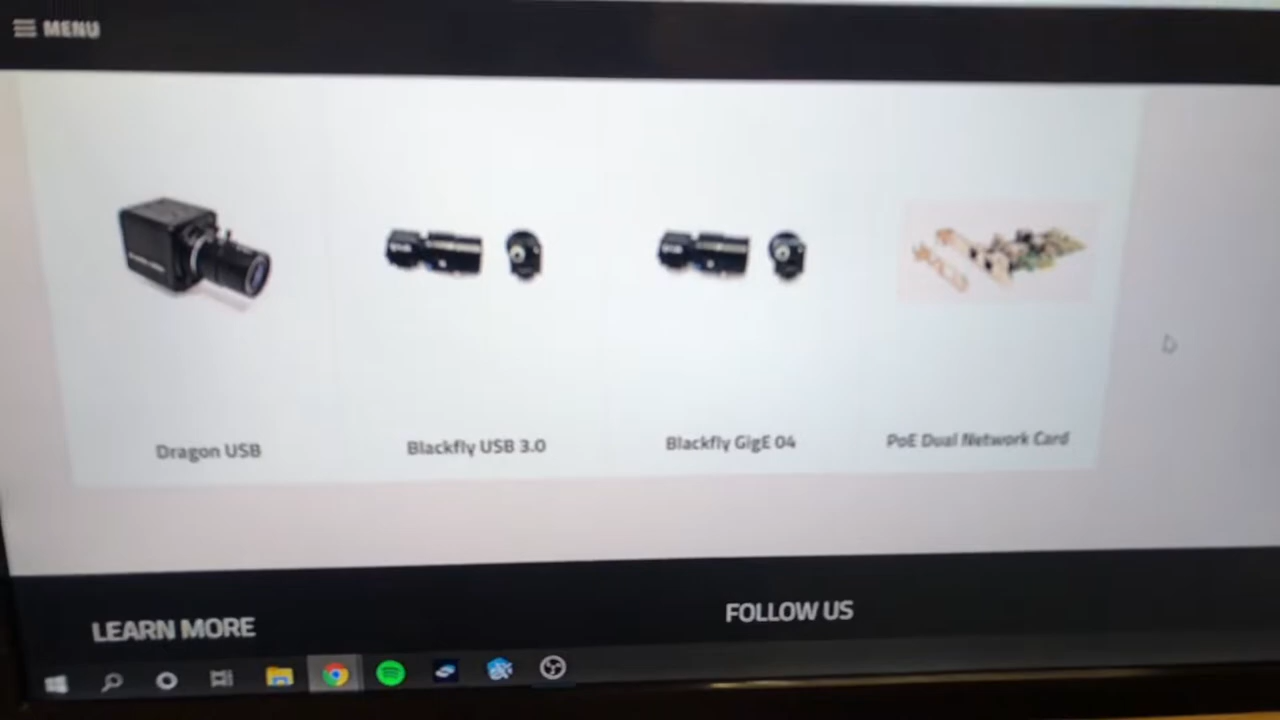 MENU
Dragon USB
Blackfly USB 3.0
Blackfly GigE 04
PoE Dual Network Card
LEARN MORE
FOLLOW US